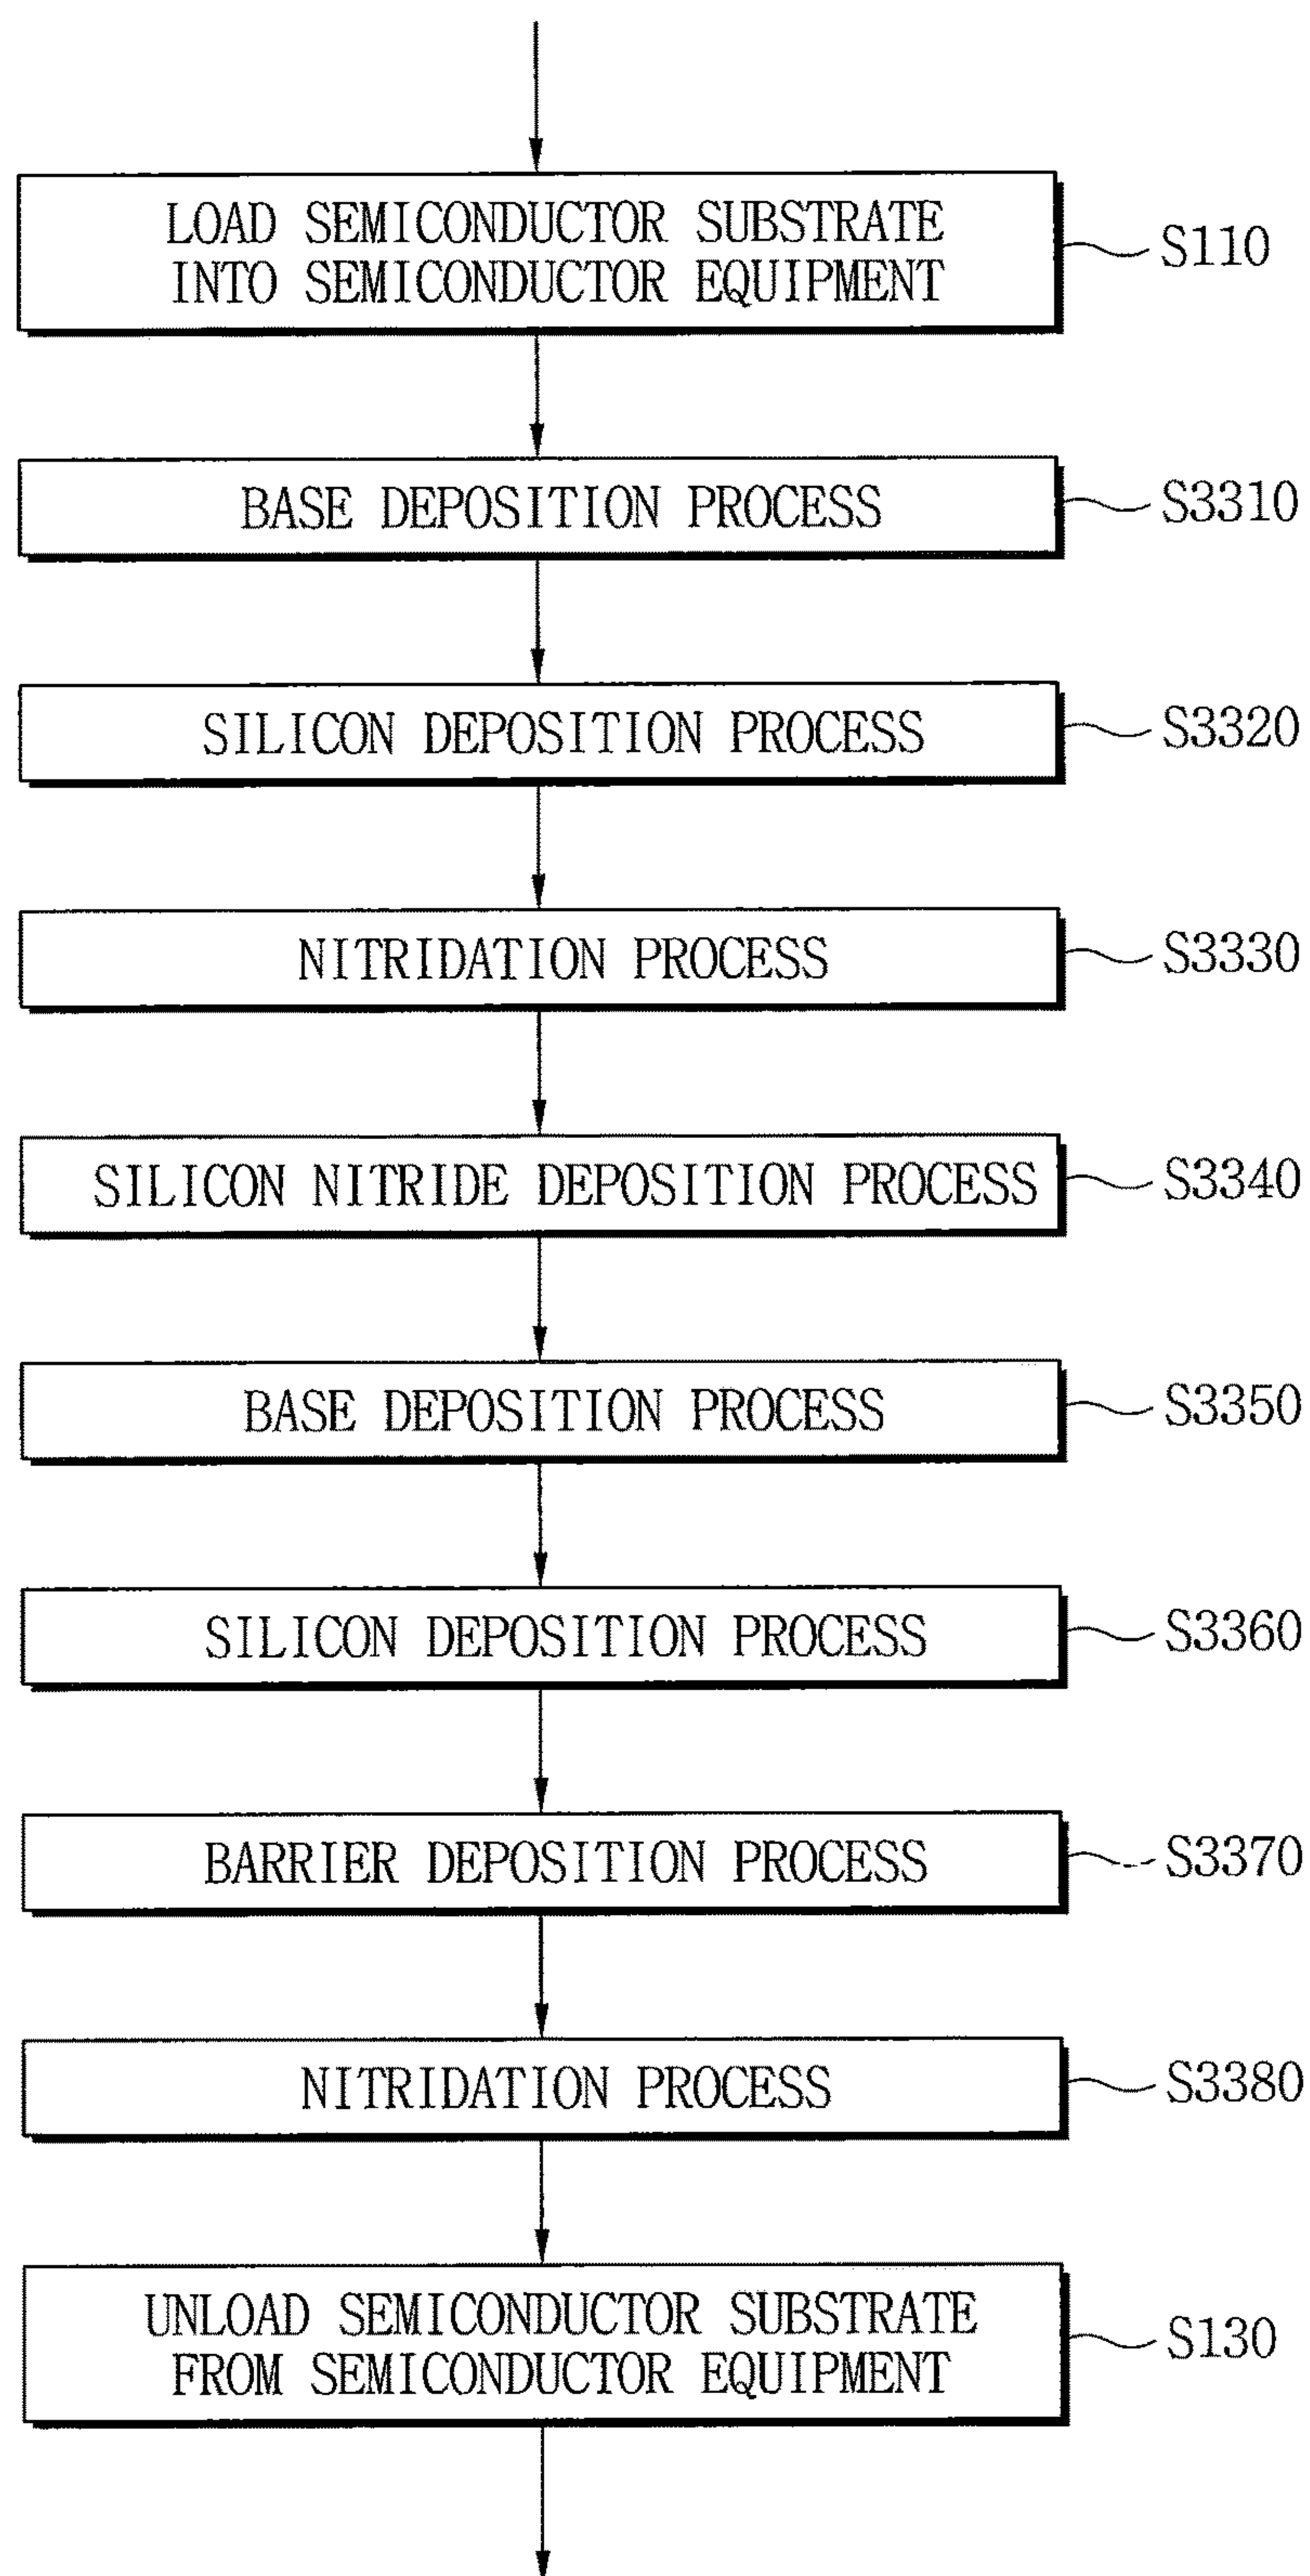 LOAD SEMICONDUCTOR SUBSTRATE
INTO SEMICONDUCTOR EQUIPMENT
S110
BASE DEPOSITION PROCESS
S3310
SILICON DEPOSITION PROCESS
S3320
NITRIDATION PROCESS
S3330
SILICON NITRIDE DEPOSITION PROCESS
S3340
BASE DEPOSITION PROCESS
S3350
SILICON DEPOSITION PROCESS
S3360
BARRIER DEPOSITION PROCESS
S3370
NITRIDATION PROCESS
S3380
UNLOAD SEMICONDUCTOR SUBSTRATE
FROM SEMICONDUCTOR EQUIPMENT
S130